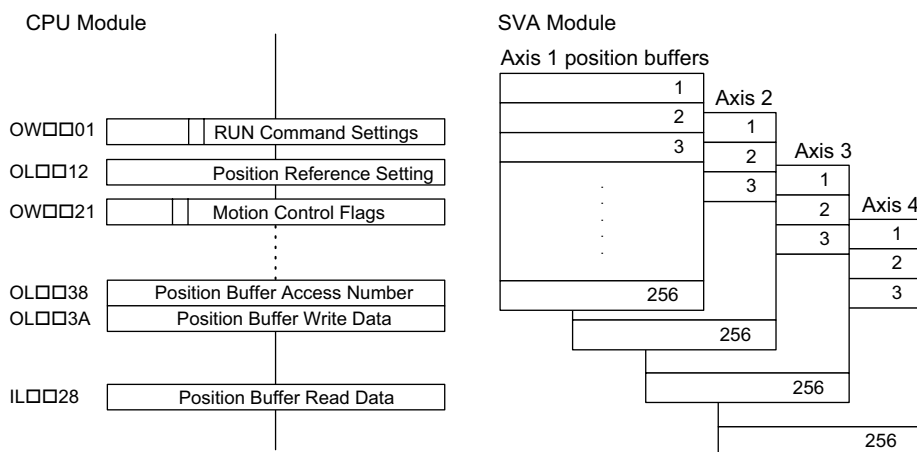 CPU Module
OW□□01 RUN Command Settings
OL□□12 Position Reference Setting
OW□□21 Motion Control Flags
OL□□38 Position Buffer Access Number
OL□□3A Position Buffer Write Data
IL□□28 Position Buffer Read Data
SVA Module
Axis 1 position buffers
1
2
3
256
Axis 2
1
2
3
256
Axis 3
1
2
3
256
Axis 4
1
2
3
256